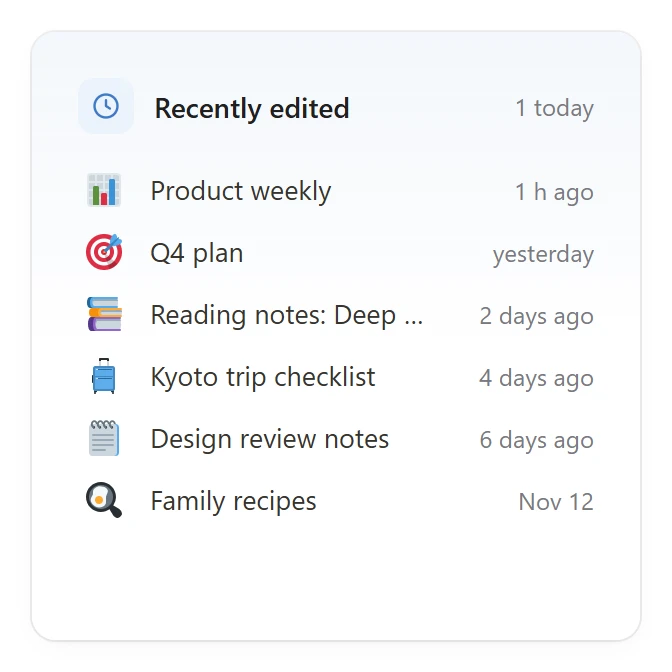 Recently edited 1 today
Product weekly 1 h ago
Q4 plan yesterday
Reading notes: Deep ... 2 days ago
Kyoto trip checklist 4 days ago
Design review notes 6 days ago
Family recipes Nov 12